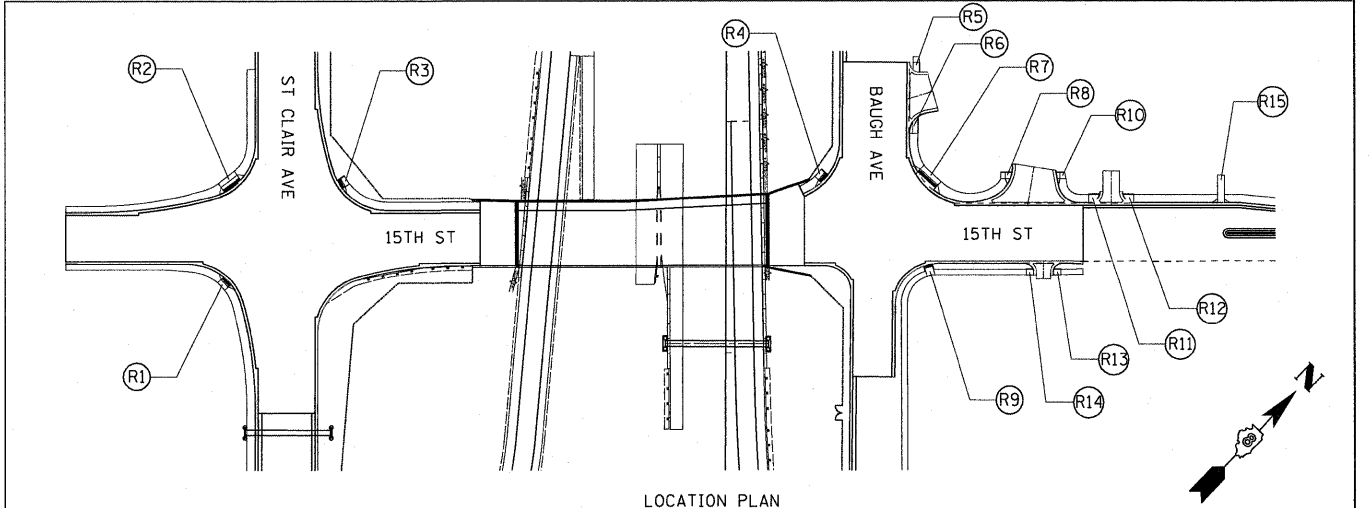 R5
R6
R4
R7
R2
R3
R8
R10
R15
ST CLAIR AVE
BAUGH AVE
15TH ST
15TH ST
R12
R11
R13
R1
R9
R14
N
LOCATION PLAN